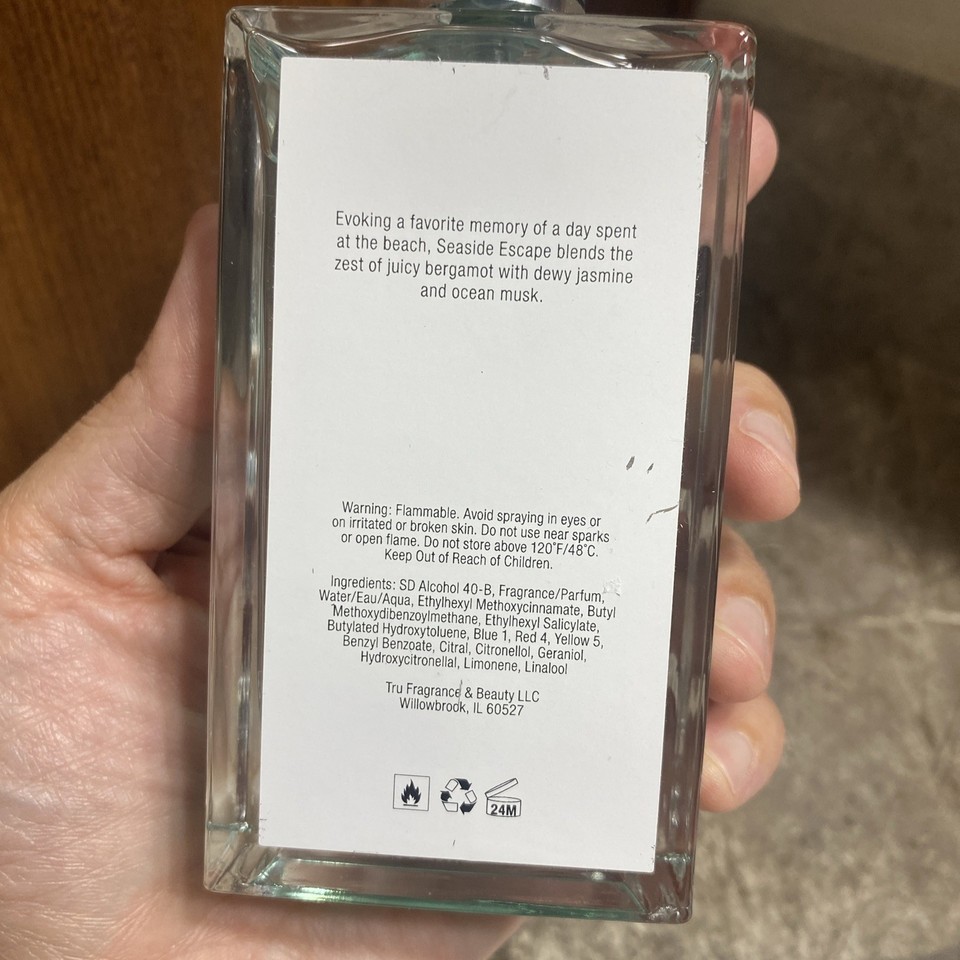 Evoking a favorite memory of a day spent
at the beach, Seaside Escape blends the
zest of juicy bergamot with dewy jasmine
and ocean musk.
Warning: Flammable. Avoid spraying in eyes or
on irritated or broken skin. Do not use near sparks
or open flame. Do not store above 120°F/48°C.
Keep Out of Reach of Children.
Ingredients: SD Alcohol 40-B, Fragrance/Parfum,
Water/Eau/Aqua, Ethylhexyl Methoxycinnamate, Butyl
Methoxydibenzoylmethane, Ethylhexyl Salicylate,
Butylated Hydroxytoluene, Blue 1, Red 4, Yellow 5,
Benzyl Benzoate, Citral, Citronellol, Geraniol,
Hydroxycitronellal, Limonene, Linalool
Tru Fragrance & Beauty LLC
Willowbrook, IL 60527
24M